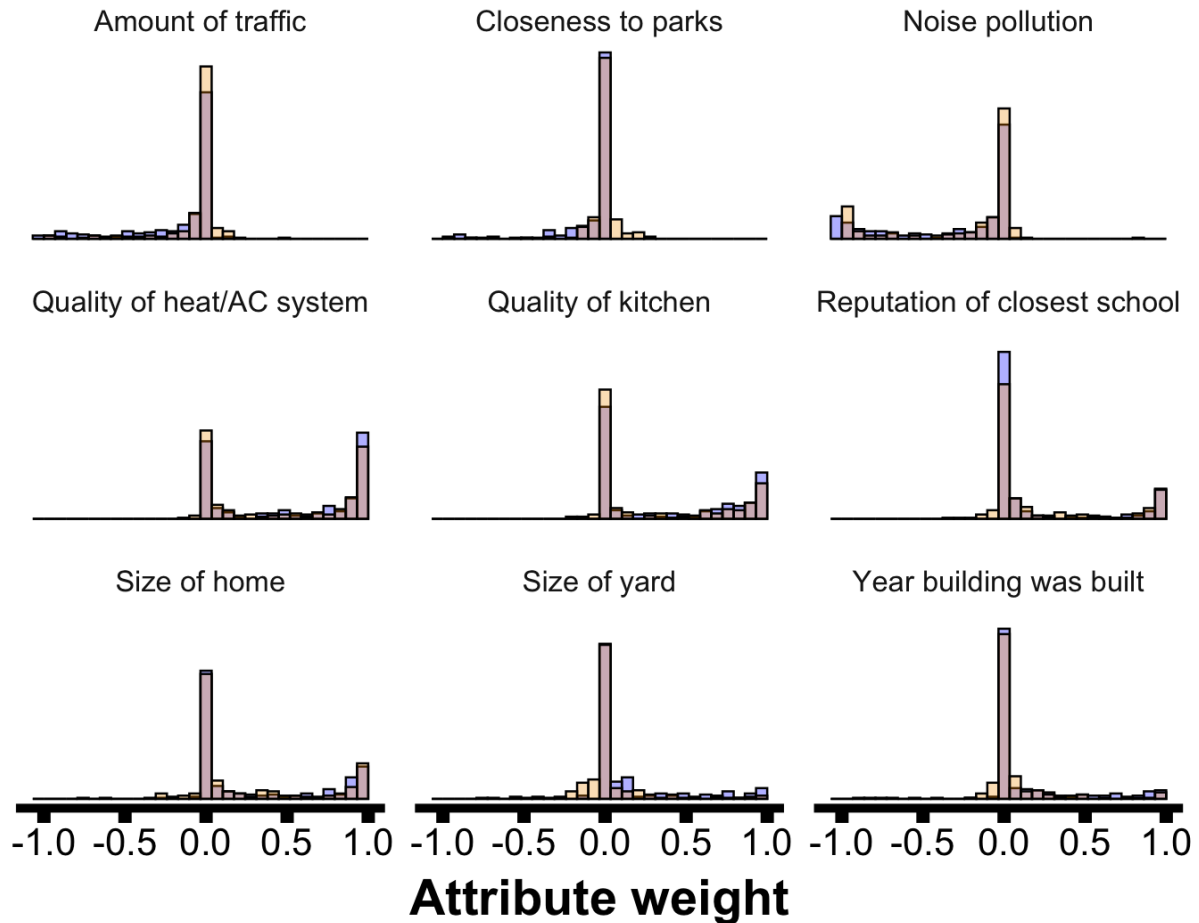 Amount of traffic
Closeness to parks
Noise pollution
Quality of heat/AC system
Quality of kitchen
Reputation of closest school
Size of home
Size of yard
Year building was built
-1.0 -0.5 0.0 0.5 1.0 -1.0 -0.5 0.0 0.5 1.0 -1.0 -0.5 0.0 0.5 1.0
Attribute weight